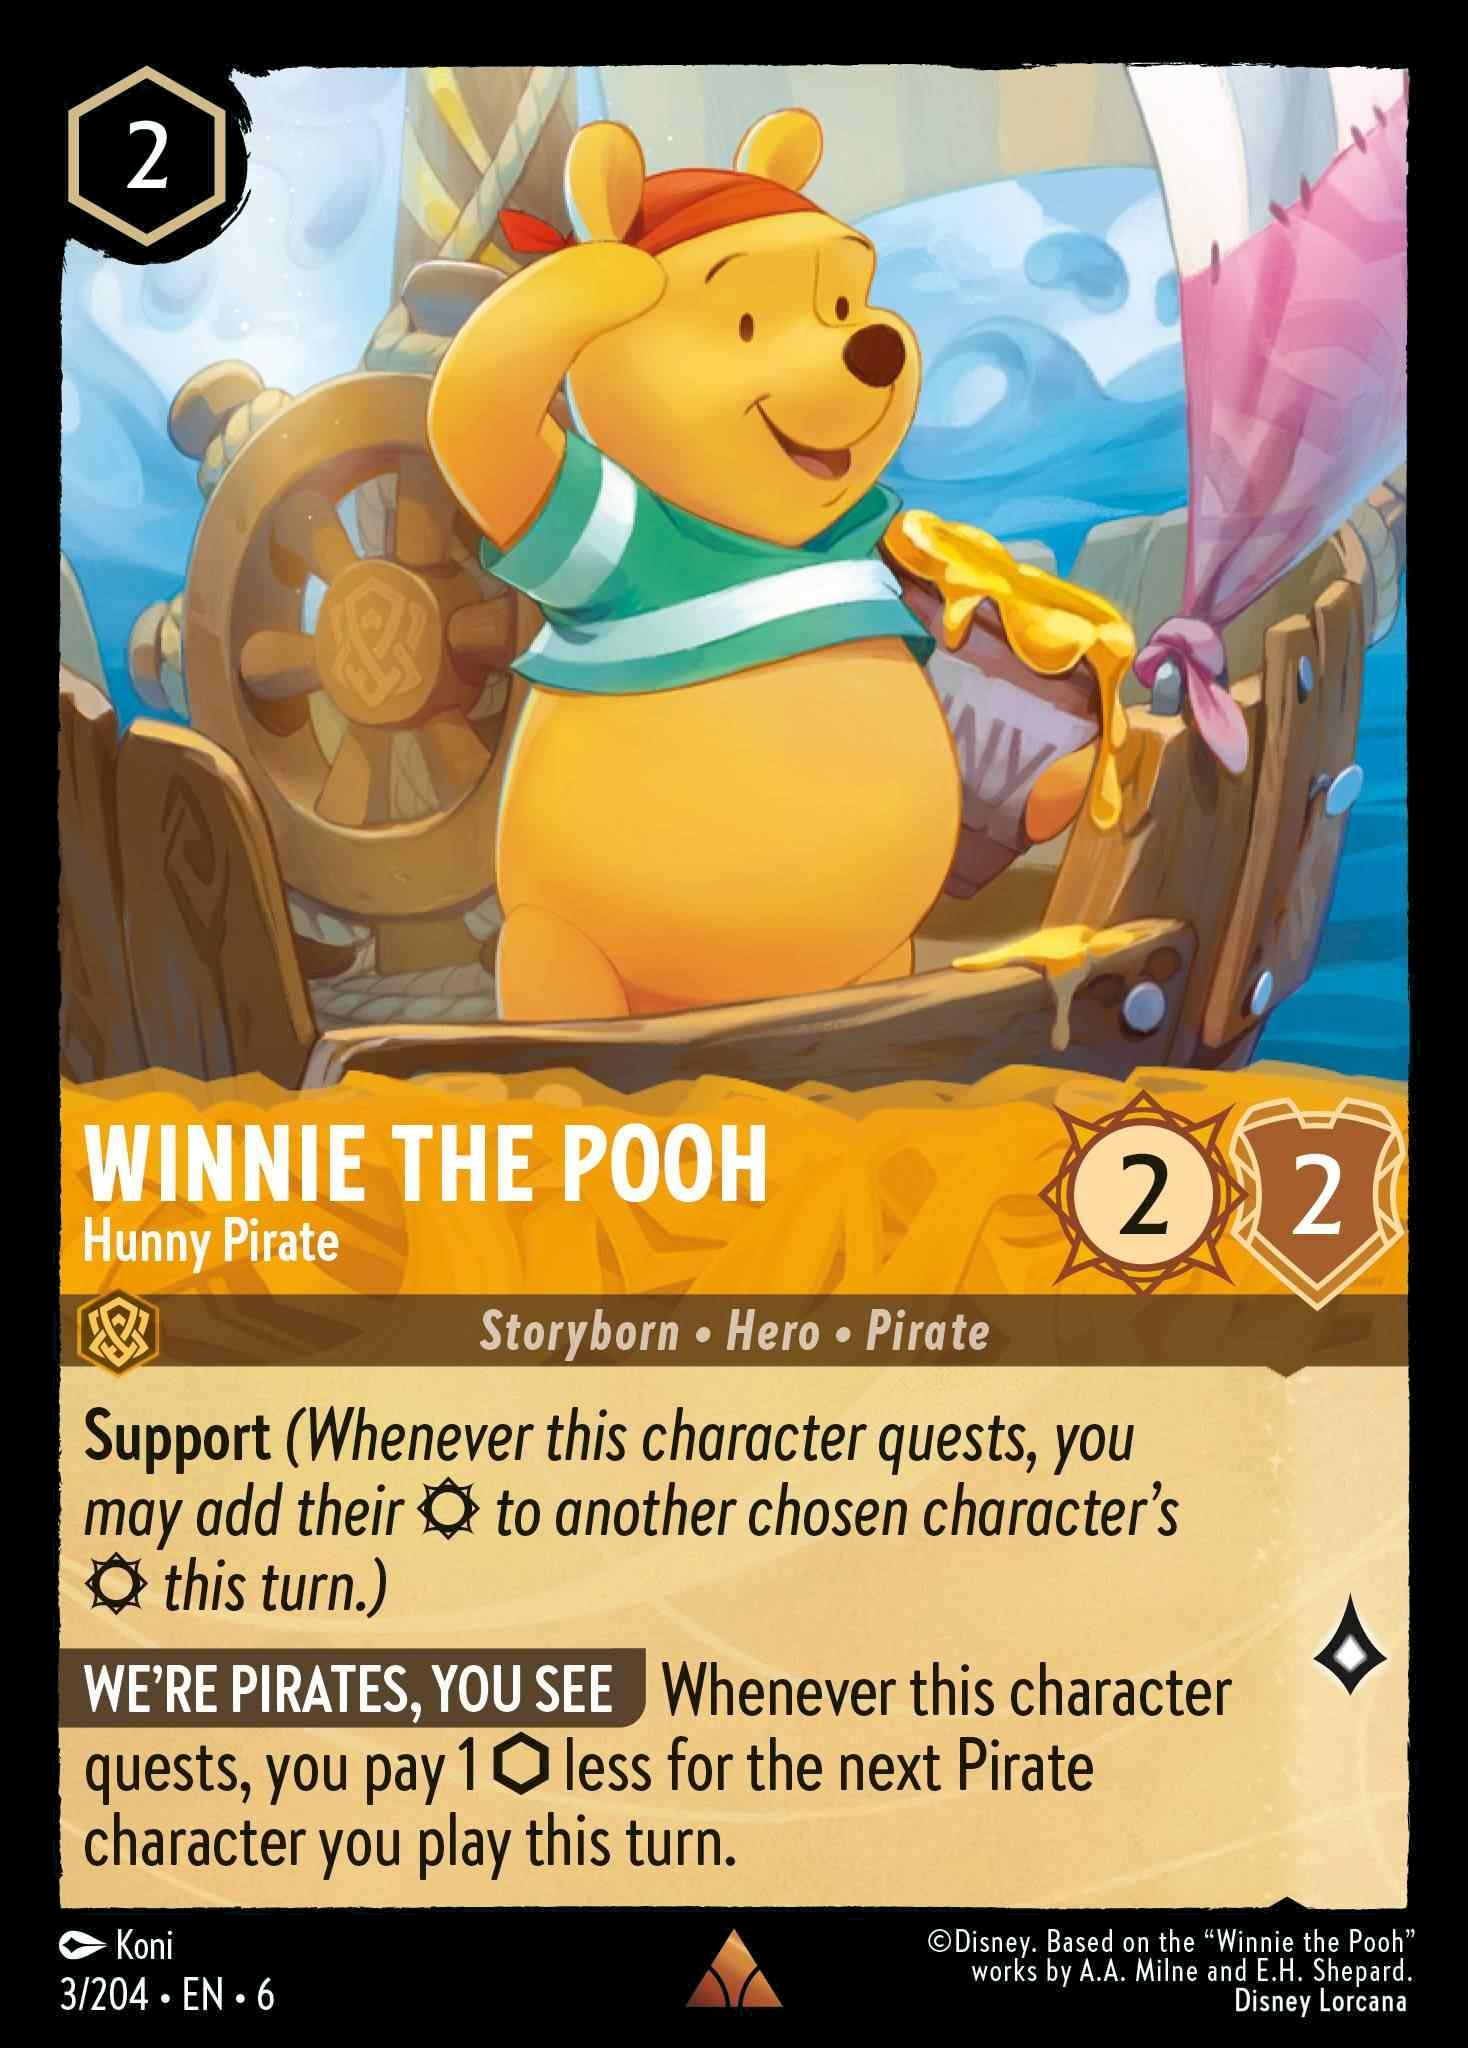 2
NNY
WINNIE THE POOH
Hunny Pirate
2
2
Storyborn • Hero • Pirate
Support (Whenever this character quests, you
may add their to another chosen character's
this turn.)
WE'RE PIRATES, YOU SEE Whenever this character
quests, you pay 1 less for the next Pirate
character you play this turn.
Koni
3/204 • EN • 6
©Disney. Based on the “Winnie the Pooh”
works by A.A. Milne and E.H. Shepard.
Disney Lorcana